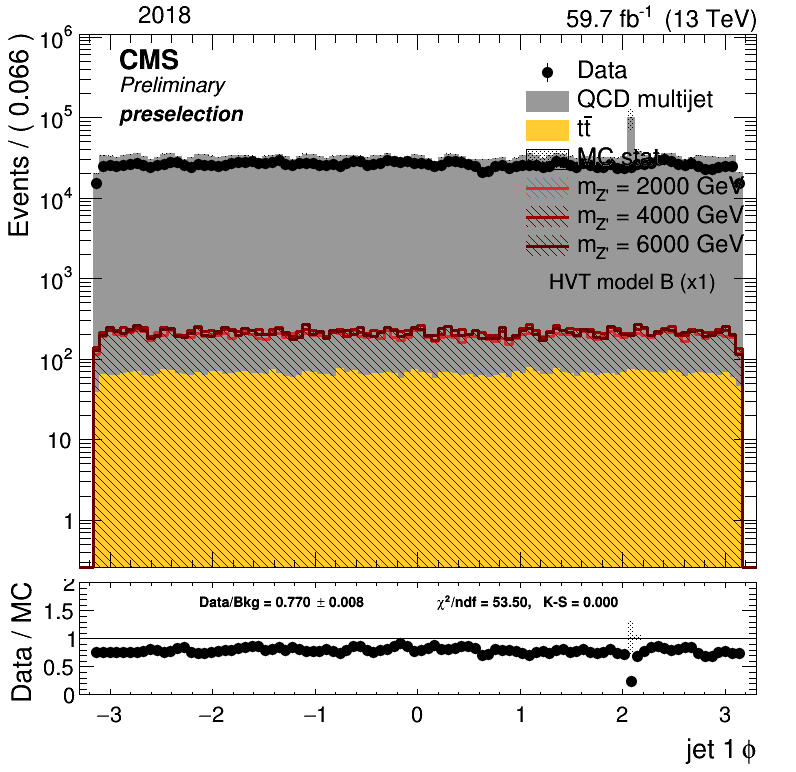 2018 59.7 fb⁻¹ (13 TeV)
Events / ( 0.066 )
10⁶
10⁵
10⁴
10³
10²
10
1
CMS
Preliminary
preselection
Data
QCD multijet
tt̄
MC stat.
m_Z' = 2000 GeV
m_Z' = 4000 GeV
m_Z' = 6000 GeV
HVT model B (x1)
Data / MC
2
1.5
1
0.5
0
Data/Bkg = 0.770 ± 0.008 χ²/ndf = 53.50, K-S = 0.000
−3 −2 −1 0 1 2 3
jet 1 ϕ